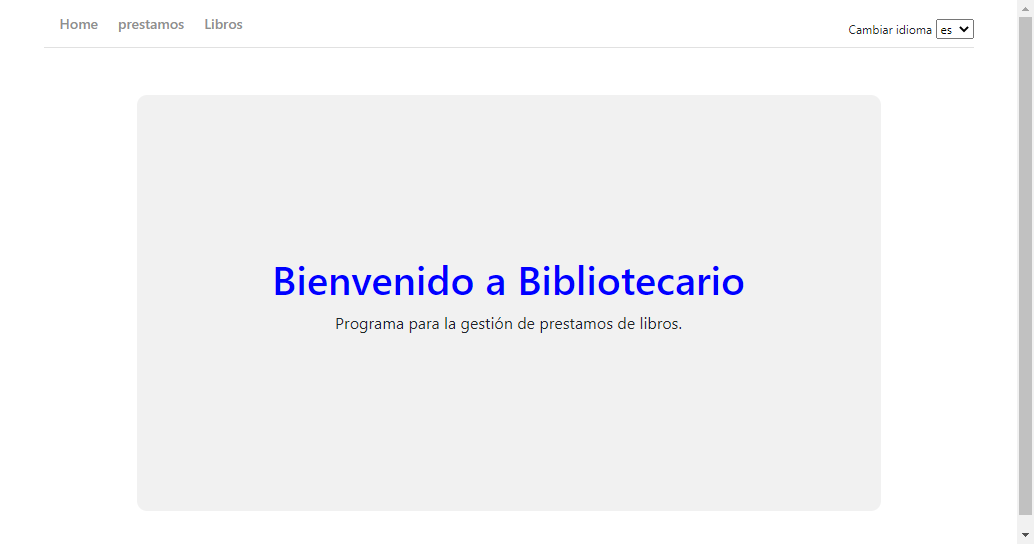 Home prestamos Libros Cambiar idioma es
Bienvenido a Bibliotecario
Programa para la gestión de prestamos de libros.